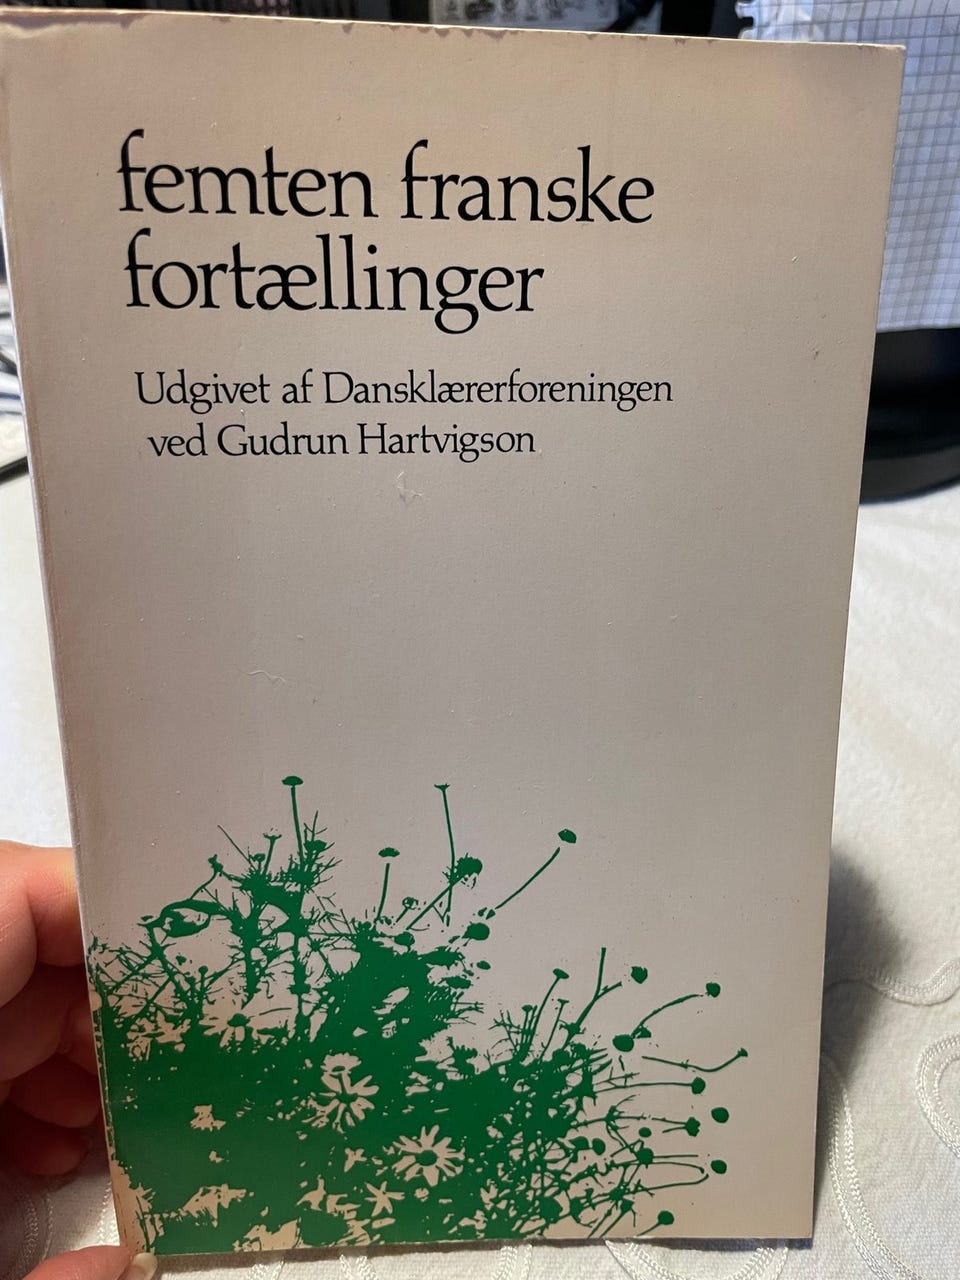 femten franske
fortællinger
Udgivet af Dansklærerforeningen
ved Gudrun Hartvigson